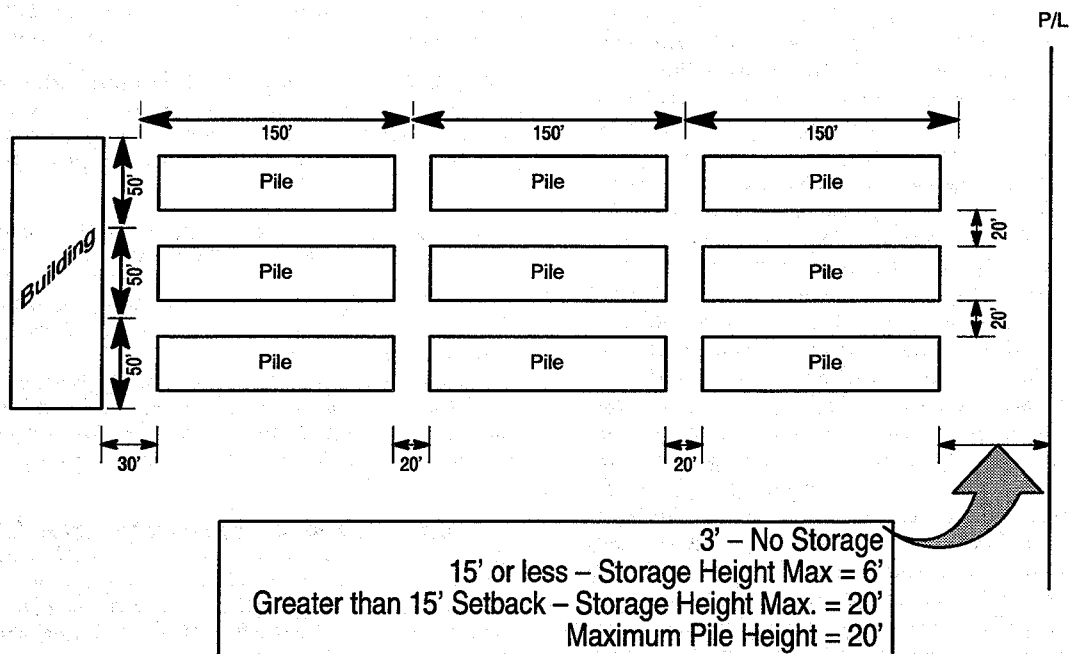 P/L
150' 150' 150'
Building
50'
Pile Pile Pile
20'
50'
Pile Pile Pile
20'
50'
Pile Pile Pile
30' 20' 20'
3' – No Storage
15' or less – Storage Height Max = 6'
Greater than 15' Setback – Storage Height Max. = 20'
Maximum Pile Height = 20'